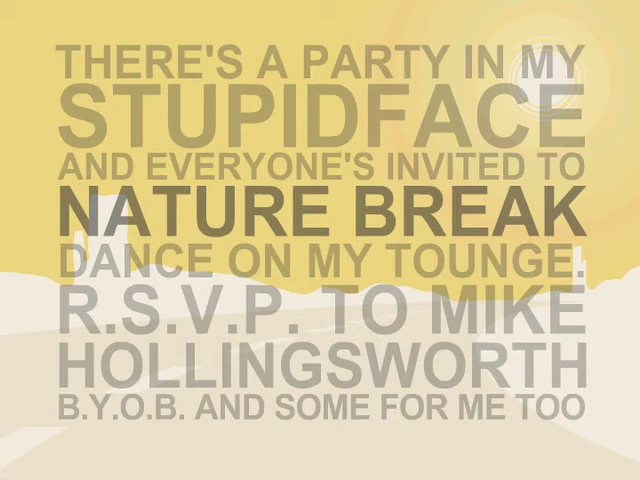 THERE'S A PARTY IN MY
STUPIDFACE
AND EVERYONE'S INVITED TO
NATURE BREAK
DANCE ON MY TOUNGE.
R.S.V.P. TO MIKE
HOLLINGSWORTH
B.Y.O.B. AND SOME FOR ME TOO